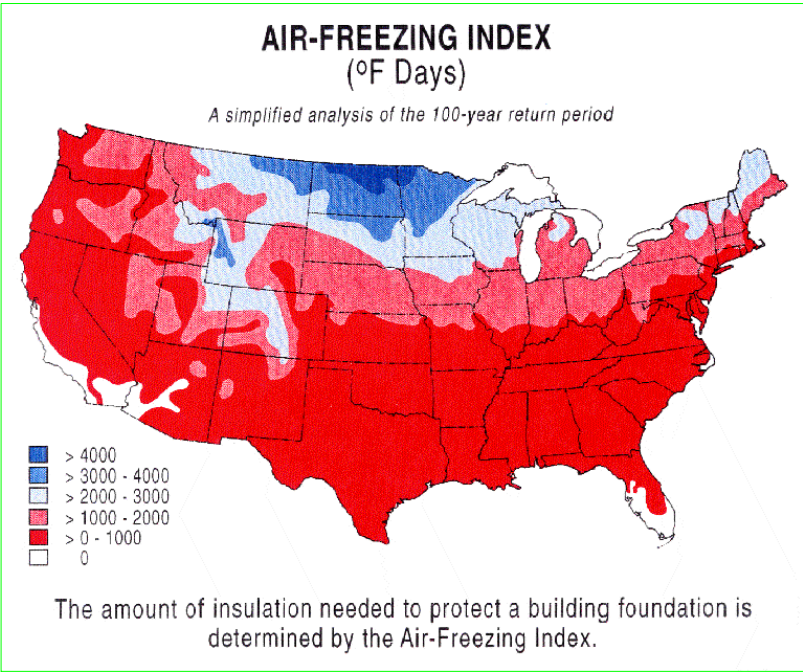 AIR-FREEZING INDEX
(ºF Days)
A simplified analysis of the 100-year return period
> 4000
> 3000 - 4000
> 2000 - 3000
> 1000 - 2000
> 0 - 1000
0
The amount of insulation needed to protect a building foundation is
determined by the Air-Freezing Index.